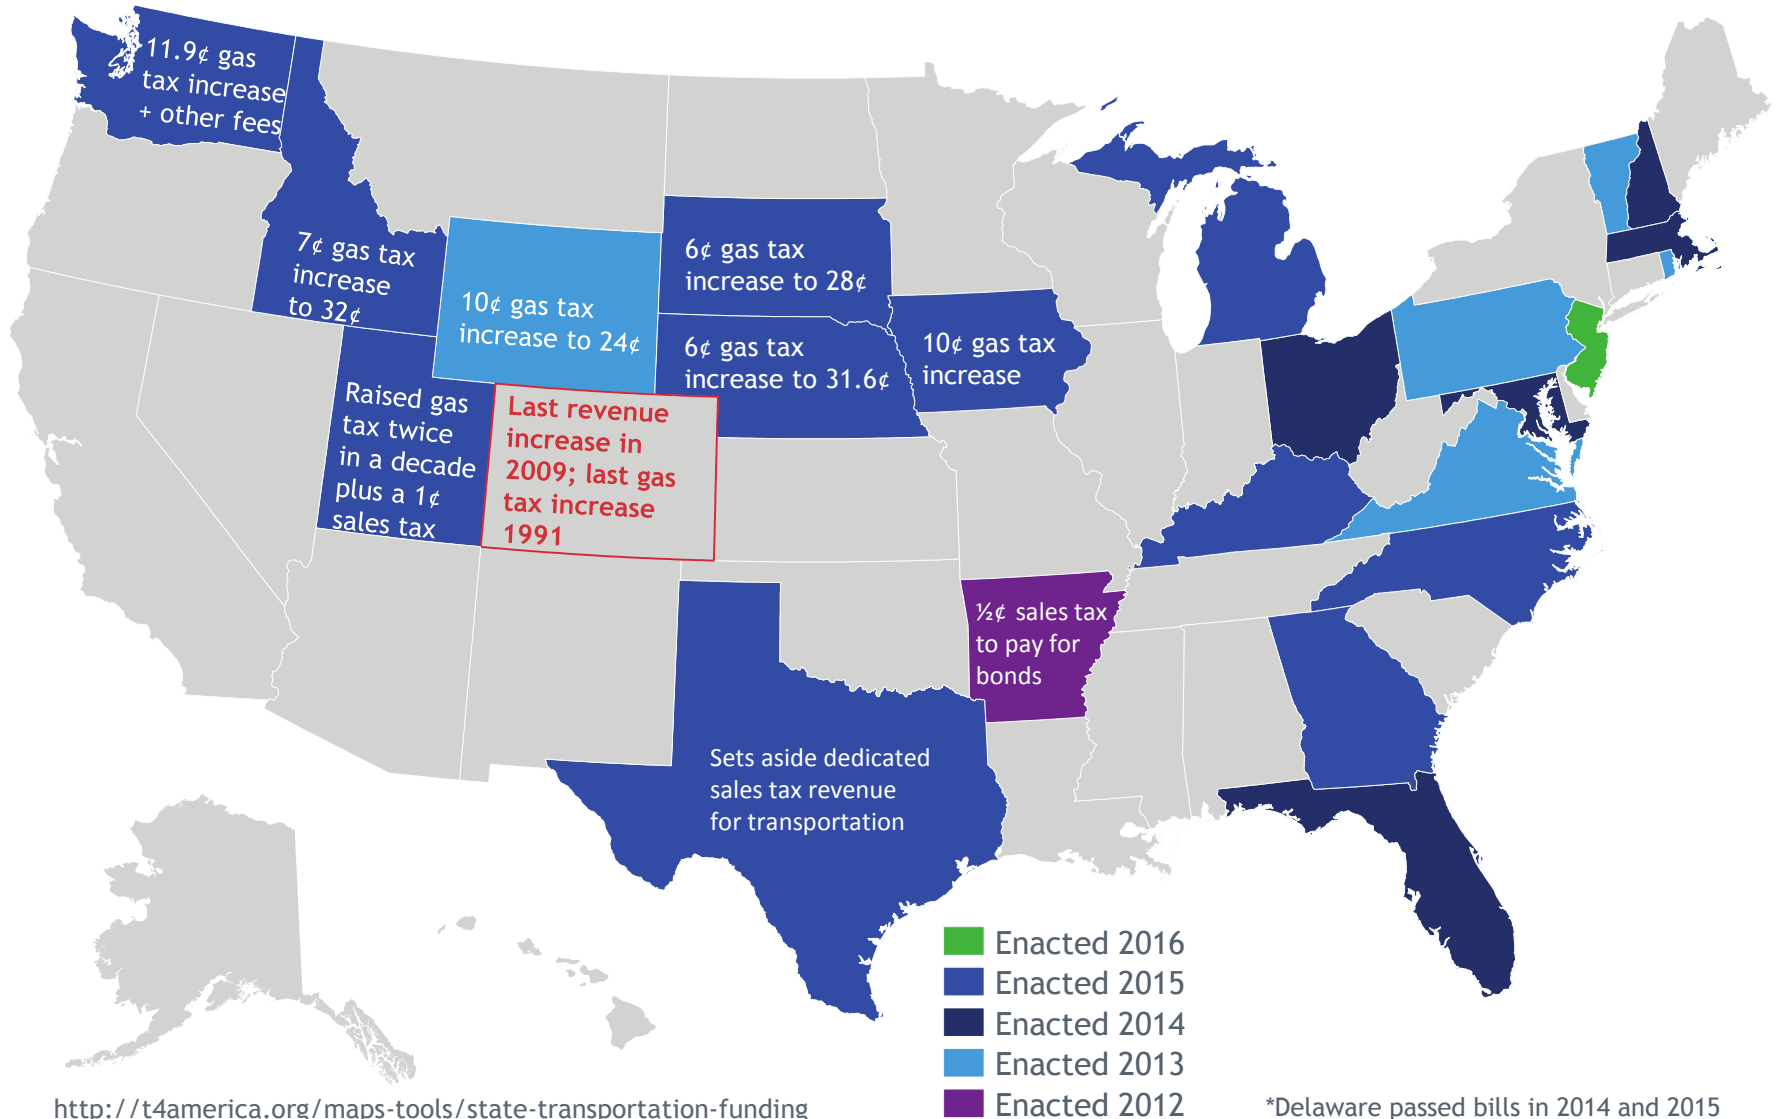 11.9¢ gas
tax increase
+ other fees
7¢ gas tax
increase
to 32¢
10¢ gas tax
increase to 24¢
6¢ gas tax
increase to 28¢
6¢ gas tax
increase to 31.6¢
10¢ gas tax
increase
Raised gas
tax twice
in a decade
plus a 1¢
sales tax
Last revenue
increase in
2009; last gas
tax increase
1991
½¢ sales tax
to pay for
bonds
Sets aside dedicated
sales tax revenue
for transportation
Enacted 2016
Enacted 2015
Enacted 2014
Enacted 2013
Enacted 2012
http://t4america.org/maps-tools/state-transportation-funding
*Delaware passed bills in 2014 and 2015